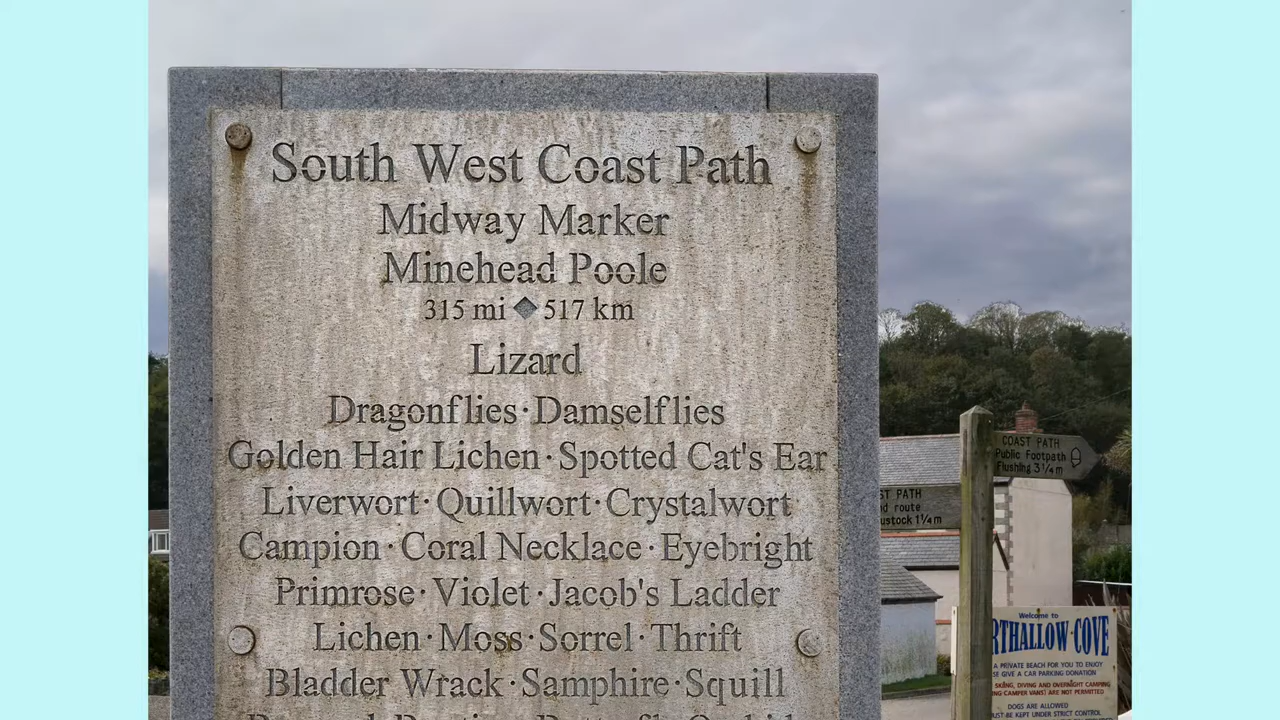 South West Coast Path
Midway Marker
Minehead Poole
315 mi ◆ 517 km
Lizard
Dragonflies·Damselflies
Golden Hair Lichen·Spotted Cat's Ear
Liverwort·Quillwort·Crystalwort
Campion·Coral Necklace·Eyebright
Primrose·Violet·Jacob's Ladder
Lichen·Moss·Sorrel·Thrift
Bladder Wrack·Samphire·Squill
COAST PATH
Public Footpath
Flushing 3¼m
ST PATH
route
ustock 1¼m
Welcome to
RTHALLOW·COVE
A PRIVATE BEACH FOR YOU TO ENJOY
SE GIVE A CAR PARKING DONATION
SKIING, DIVING AND OVERNIGHT CAMPING
NG CAMPER VANS) ARE NOT PERMITTED
DOGS ARE ALLOWED
UST·BE KEPT UNDER STRICT CONTROL